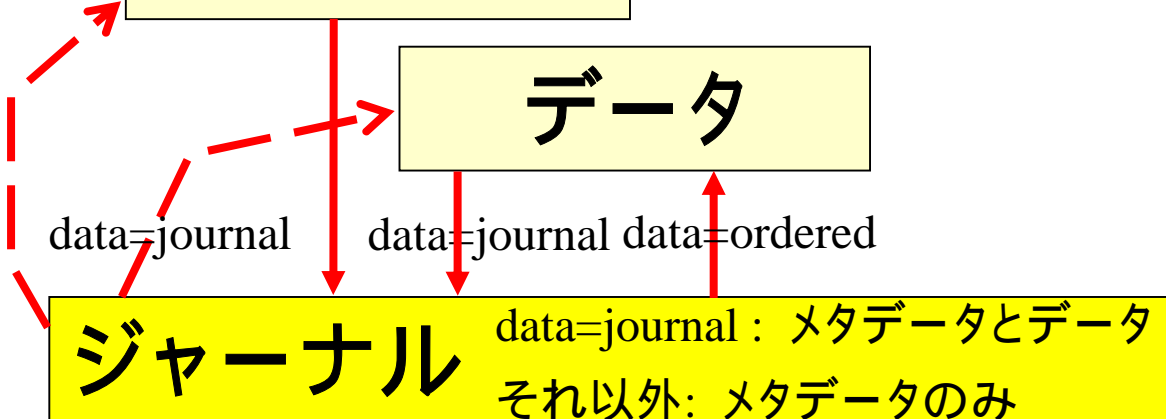 データ
data=journal
data=journal
data=ordered
ジャーナル
data=journal : メタデータとデータ
それ以外: メタデータのみ